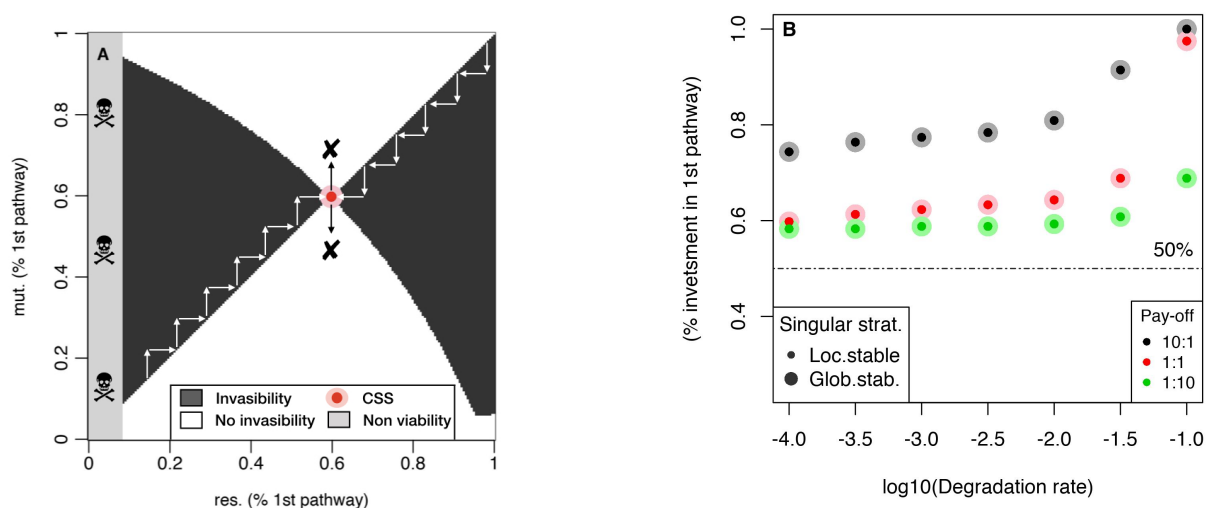 A
1
0.8
0.6
0.4
0.2
0
mut. (% 1st pathway)
Invasibility
CSS
No invasibility
Non viability
0
0.2
0.4
0.6
0.8
1
res. (% 1st pathway)
B
1.0
0.8
0.6
0.4
(% invetsment in 1st pathway)
50%
Singular strat.
Loc.stable
Glob.stab.
Pay-off
10:1
1:1
1:10
-4.0
-3.5
-3.0
-2.5
-2.0
-1.5
-1.0
log10(Degradation rate)